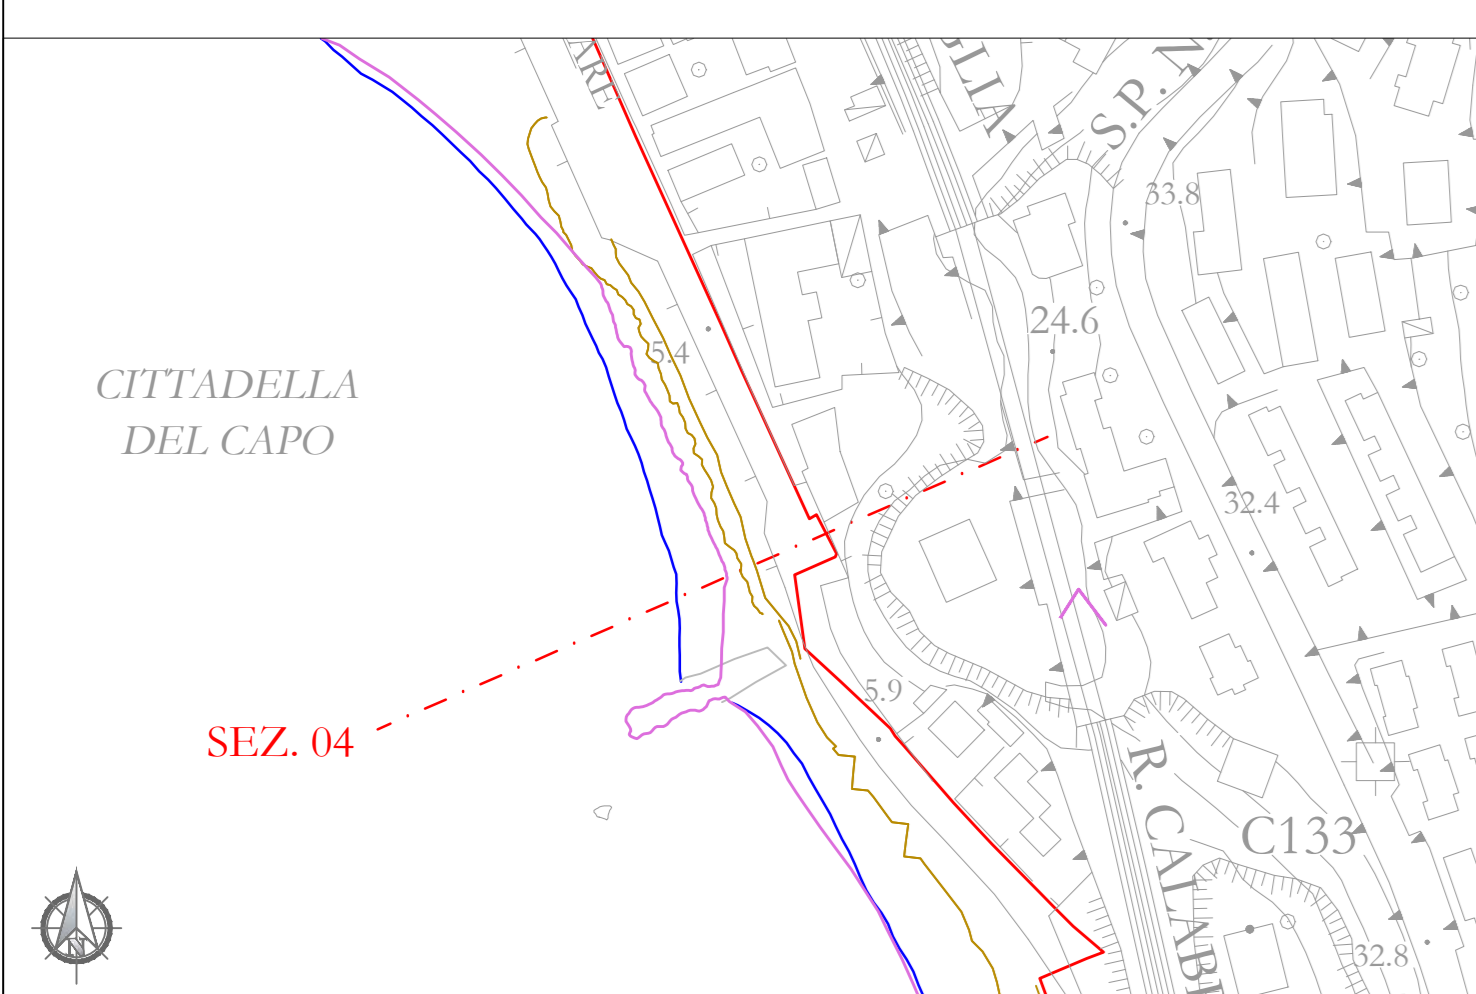 S.P. N.
33.8
24.6
5.4
CITTADELLA
DEL CAPO
32.4
5.9
SEZ. 04
R. CALAB
C133
32.8
N